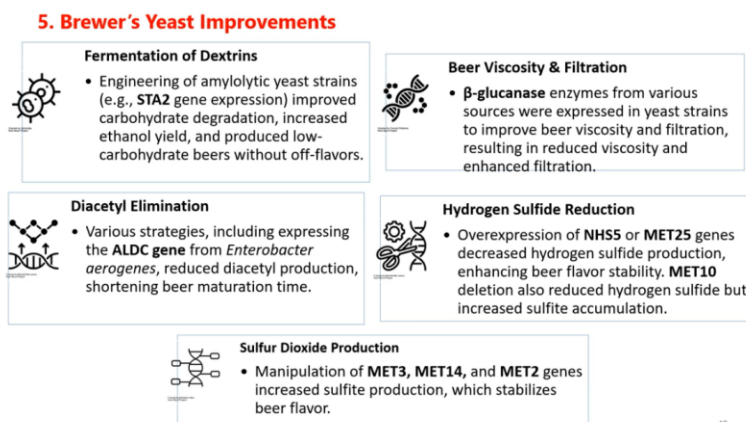 5. Brewer's Yeast Improvements
Fermentation of Dextrins
• Engineering of amylolytic yeast strains
(e.g., STA2 gene expression) improved
carbohydrate degradation, increased
ethanol yield, and produced low-
carbohydrate beers without off-flavors.
Beer Viscosity & Filtration
• β-glucanase enzymes from various
sources were expressed in yeast strains
to improve beer viscosity and filtration,
resulting in reduced viscosity and
enhanced filtration.
Diacetyl Elimination
• Various strategies, including expressing
the ALDC gene from Enterobacter
aerogenes, reduced diacetyl production,
shortening beer maturation time.
Hydrogen Sulfide Reduction
• Overexpression of NHS5 or MET25 genes
decreased hydrogen sulfide production,
enhancing beer flavor stability. MET10
deletion also reduced hydrogen sulfide but
increased sulfite accumulation.
Sulfur Dioxide Production
• Manipulation of MET3, MET14, and MET2 genes
increased sulfite production, which stabilizes
beer flavor.